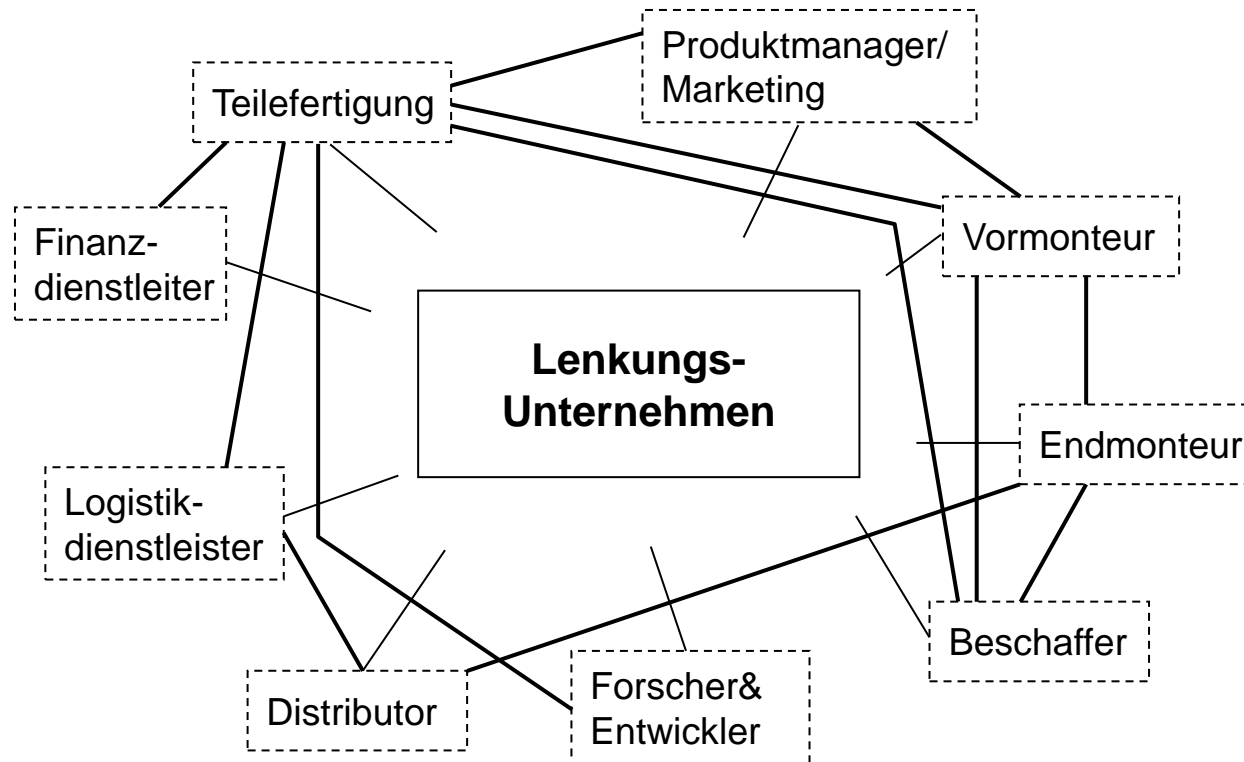 Produktmanager/
Marketing
Teilefertigung
Vormonteur
Finanz-
dienstleiter
Lenkungs-
Unternehmen
Endmonteur
Logistik-
dienstleister
Beschaffer
Distributor
Forscher&
Entwickler